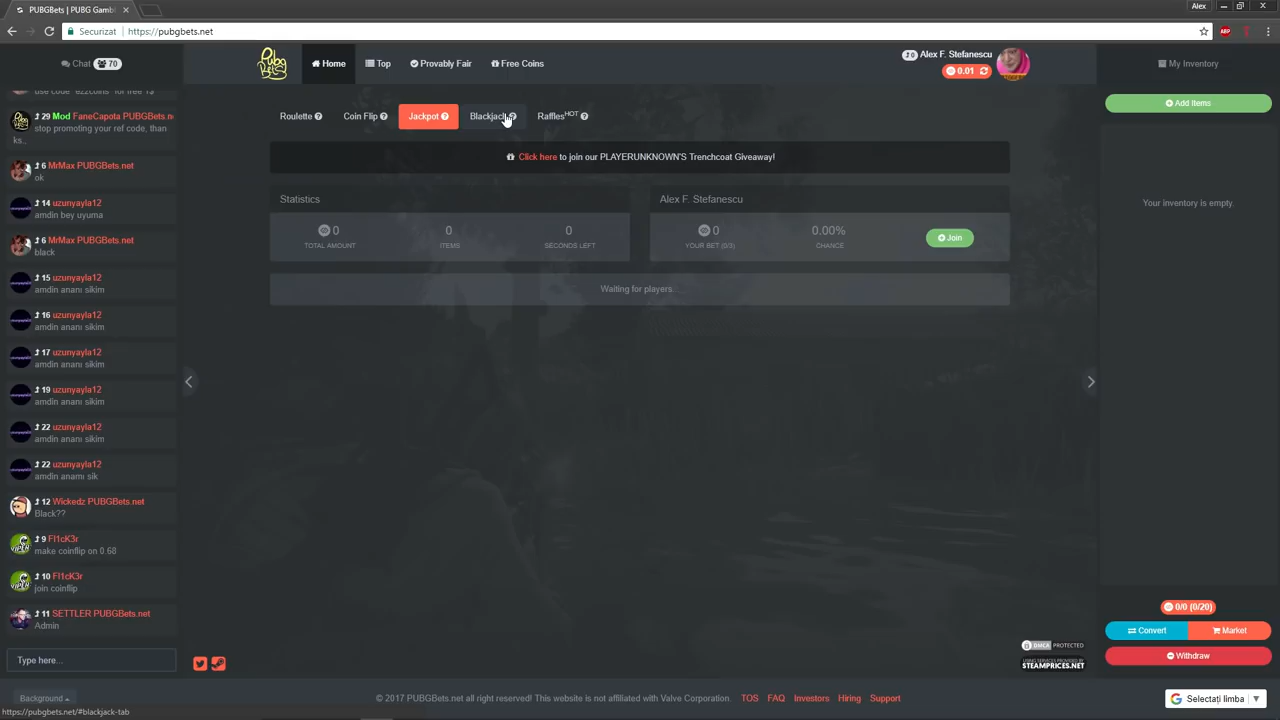 PUBGBets | PUBG Gambl
Alex
Securizat
https://pubgbets.net
Chat
70
Home
Top
Provably Fair
Free Coins
0
Alex F. Stefanescu
0.01
My Inventory
Add Items
29 Mod FaneCapota PUBGBets.n
stop promoting your ref code, than
ks..
6 MrMax PUBGBets.net
ok
14 uzunyayla12
amdin bey uyuma
6 MrMax PUBGBets.net
black
15 uzunyayla12
amdin ananı sikim
16 uzunyayla12
amdin ananı sikim
17 uzunyayla12
amdin ananı sikim
19 uzunyayla12
amdin ananı sikim
22 uzunyayla12
amdin ananı sikim
22 uzunyayla12
amdin anamı sik
12 Wickedz PUBGBets.net
Black??
9 Fl1cK3r
make coinflip on 0.68
10 Fl1cK3r
join coinflip
11 SETTLER PUBGBets.net
Admin
Type here...
Background
https://pubgbets.net/#blackjack-tab
Roulette
Coin Flip
Jackpot
Blackjack
Raffles HOT
Click here to join our PLAYERUNKNOWN'S Trenchcoat Giveaway!
Statistics
0
TOTAL AMOUNT
0
ITEMS
0
SECONDS LEFT
Alex F. Stefanescu
0
YOUR BET (0/3)
0.00%
CHANCE
Join
Waiting for players.
Your inventory is empty.
0/0 (0/20)
Convert
Market
Withdraw
DMCA PROTECTED
STEAMPRICES.NET
© 2017 PUBGBets.net all right reserved! This website is not affiliated with Valve Corporation.
TOS
FAQ
Investors
Hiring
Support
Selectați limba